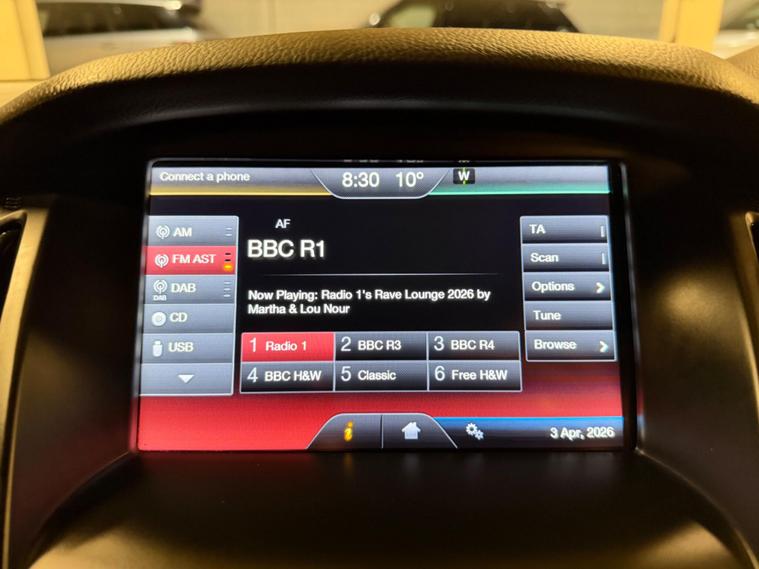 Connect a phone
8:30 10° W
AM
FM AST
DAB
DAB
CD
USB
AF
BBC R1
Now Playing: Radio 1's Rave Lounge 2026 by
Martha & Lou Nour
1 Radio 1 2 BBC R3 3 BBC R4
4 BBC H&W 5 Classic 6 Free H&W
TA
Scan
Options
Tune
Browse
i
3 Apr, 2026